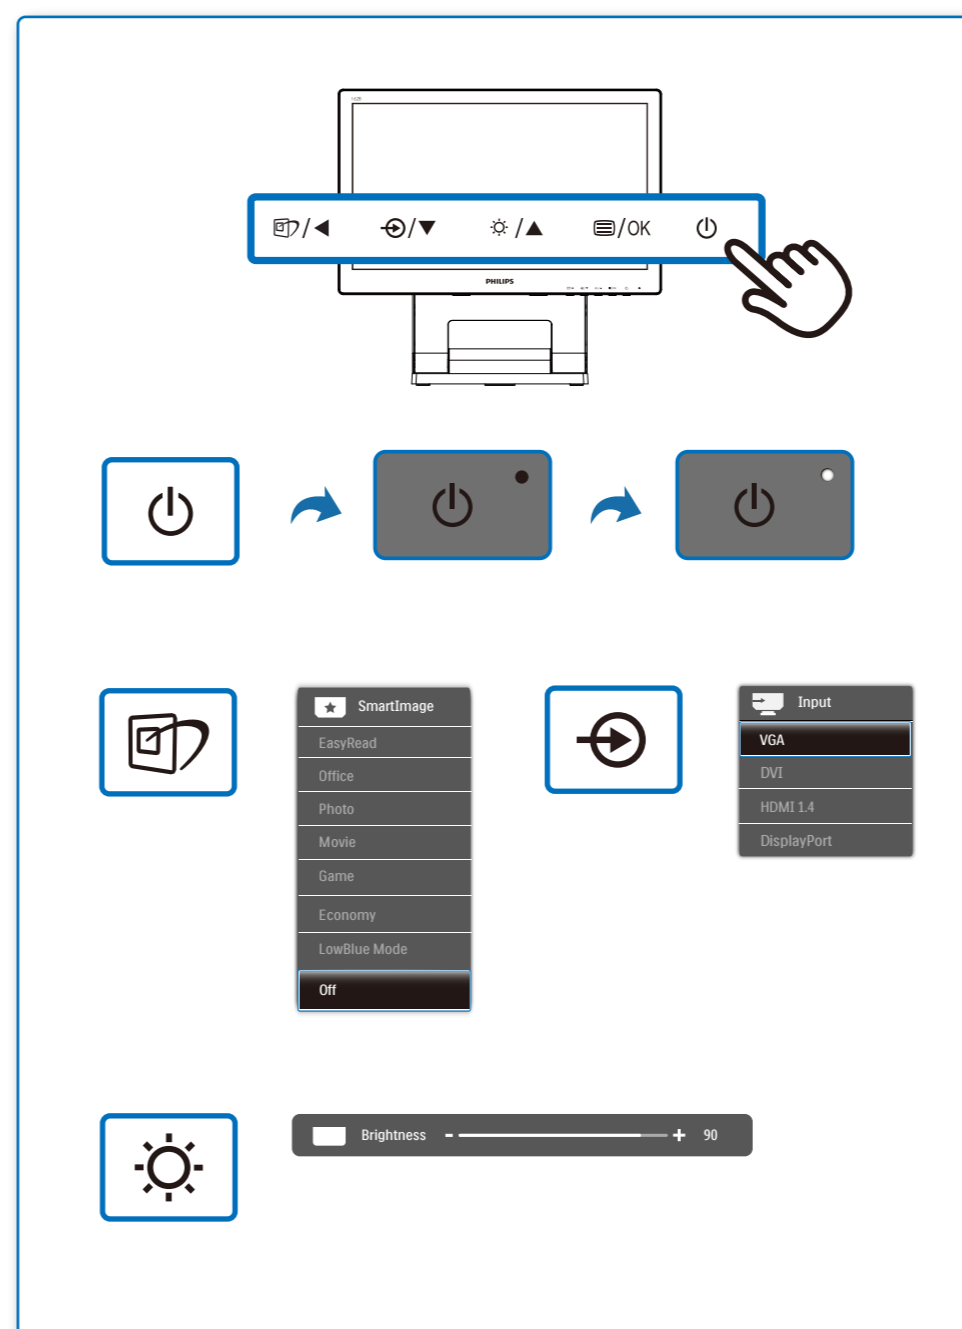 /OK
PHILIPS
SmartImage
EasyRead
Office
Photo
Movie
Game
Economy
LowBlue Mode
Off
Input
VGA
DVI
HDMI 1.4
DisplayPort
Brightness - + 90